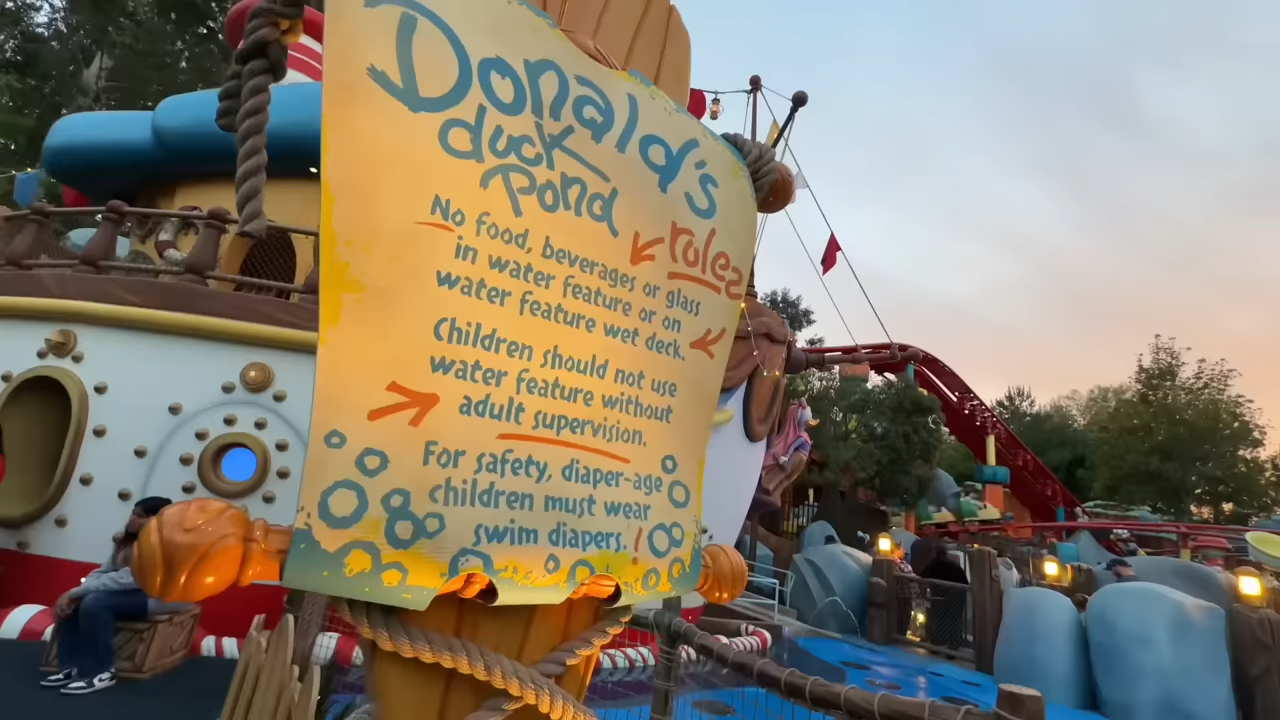 Donald's
duck
Pond
rules
No food, beverages or glass
in water feature or on
water feature wet deck.
Children should not use
water feature without
adult supervision.
For safety, diaper-age
children must wear
swim diapers.!